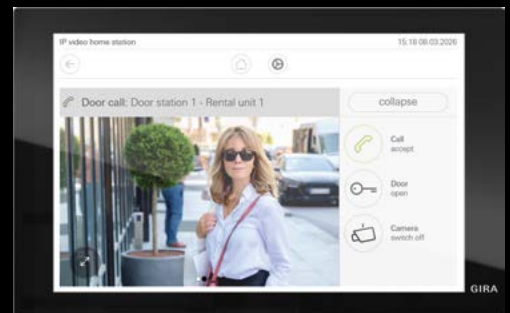 IP video home station
15:18 06.03.2026
Door call: Door station 1 - Rental unit 1
collapse
Call
accept
Door
open
Camera
switch off
GIRA